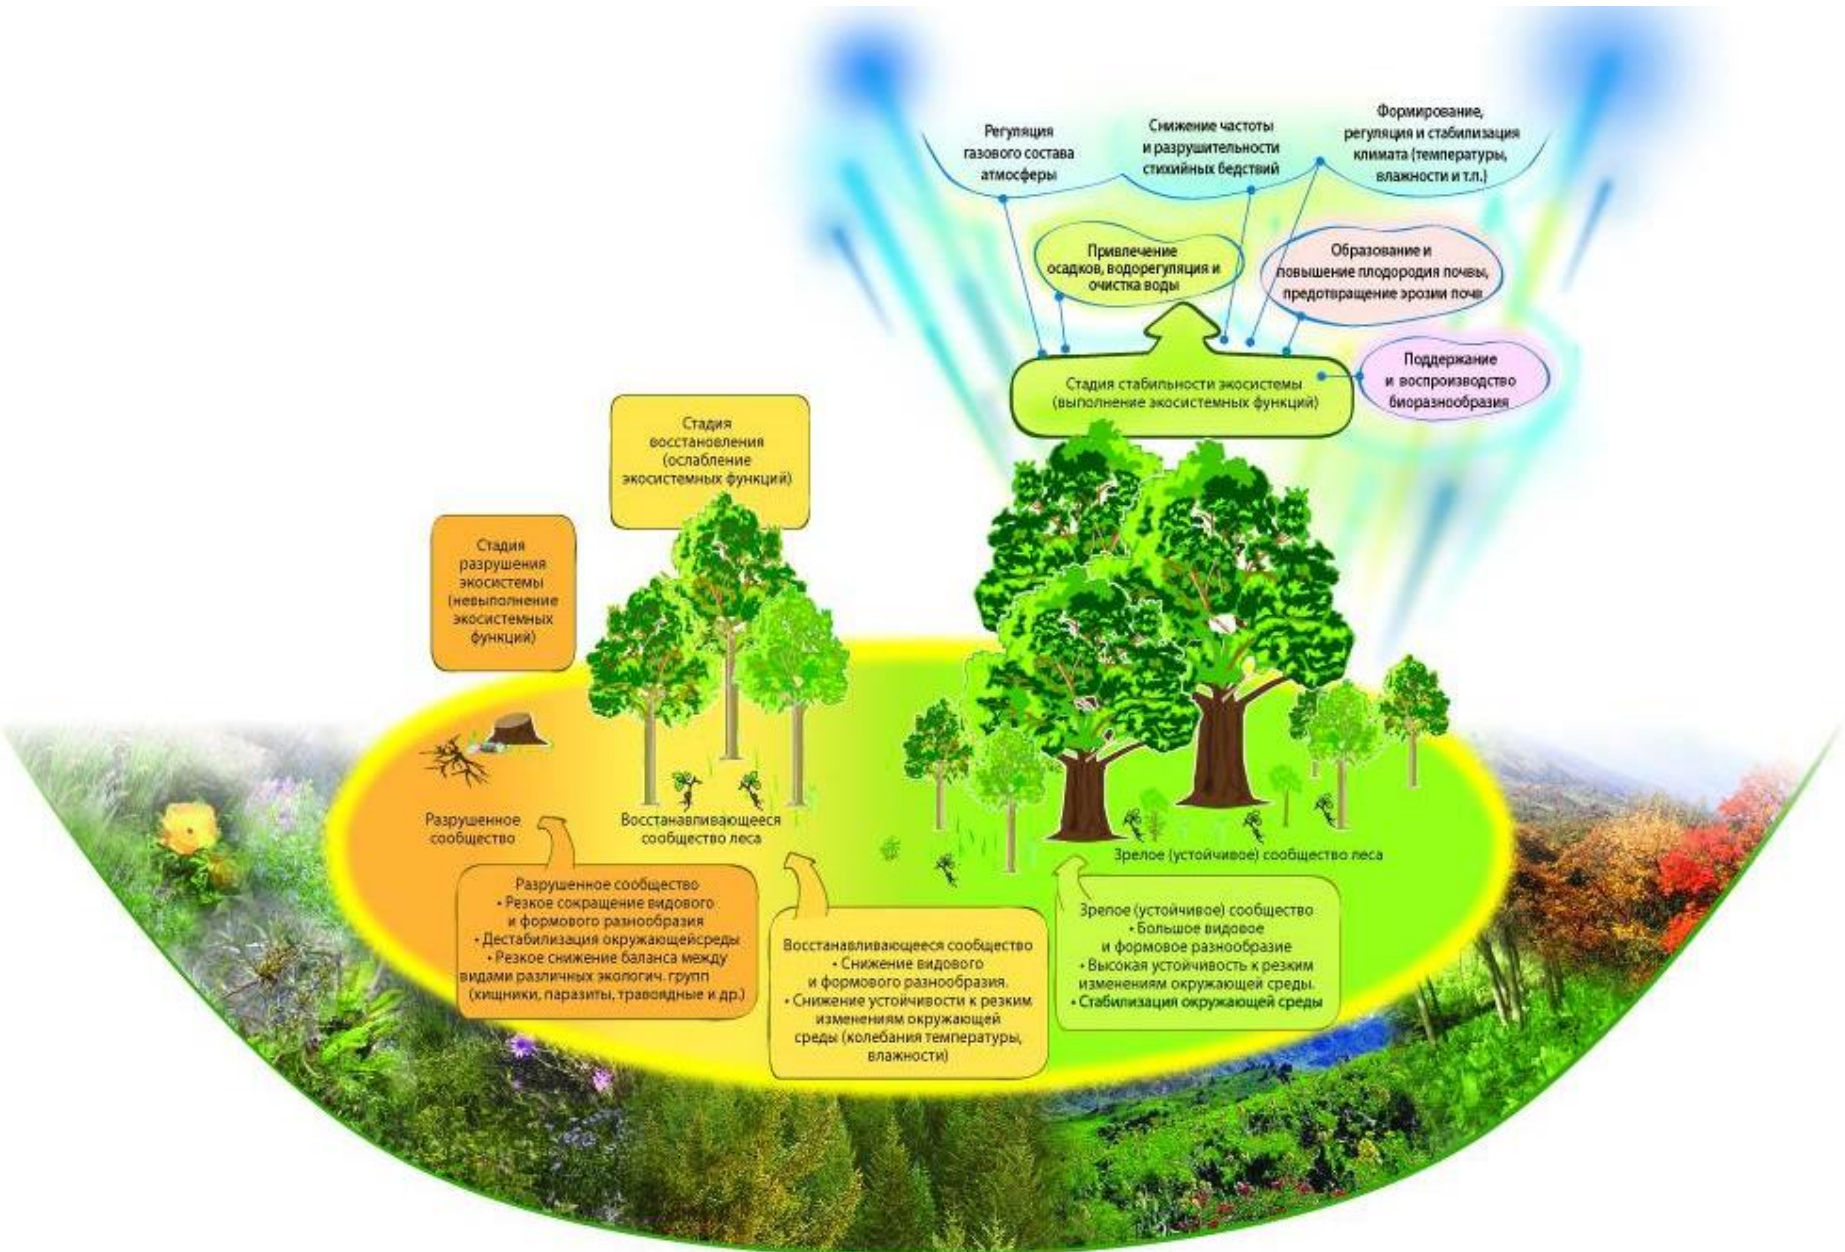 Регуляция
газового состава
атмосферы
Снижение частоты
и разрушительности
стихийных бедствий
Формирование,
регуляция и стабилизация
климата (температуры,
влажности и т.п.)
Привлечение
осадков, водорегуляция и
очистка воды
Образование и
повышение плодородия почвы,
предотвращение эрозии почв
Поддержание
и воспроизводство
биоразнообразия
Стадия стабильности экосистемы
(выполнение экосистемных функций)
Стадия
восстановления
(ослабление
экосистемных функций)
Стадия
разрушения
экосистемы
(невыполнение
экосистемных
функций)
Разрушенное
сообщество
Восстанавливающееся
сообщество леса
Зрелое (устойчивое) сообщество леса
Разрушенное сообщество
• Резкое сокращение видового
и формового разнообразия
• Дестабилизация окружающейсреды
• Резкое снижение баланса между
видами различных экологич. групп
(хищники, паразиты, травоядные и др.)
Восстанавливающееся сообщество
• Снижение видового
и формового разнообразия.
• Снижение устойчивости к резким
изменениям окружающей
среды (колебания температуры,
влажности)
Зрелое (устойчивое) сообщество
• Большое видовое
и формовое разнообразие
• Высокая устойчивость к резким
изменениям окружающей среды.
• Стабилизация окружающей среды